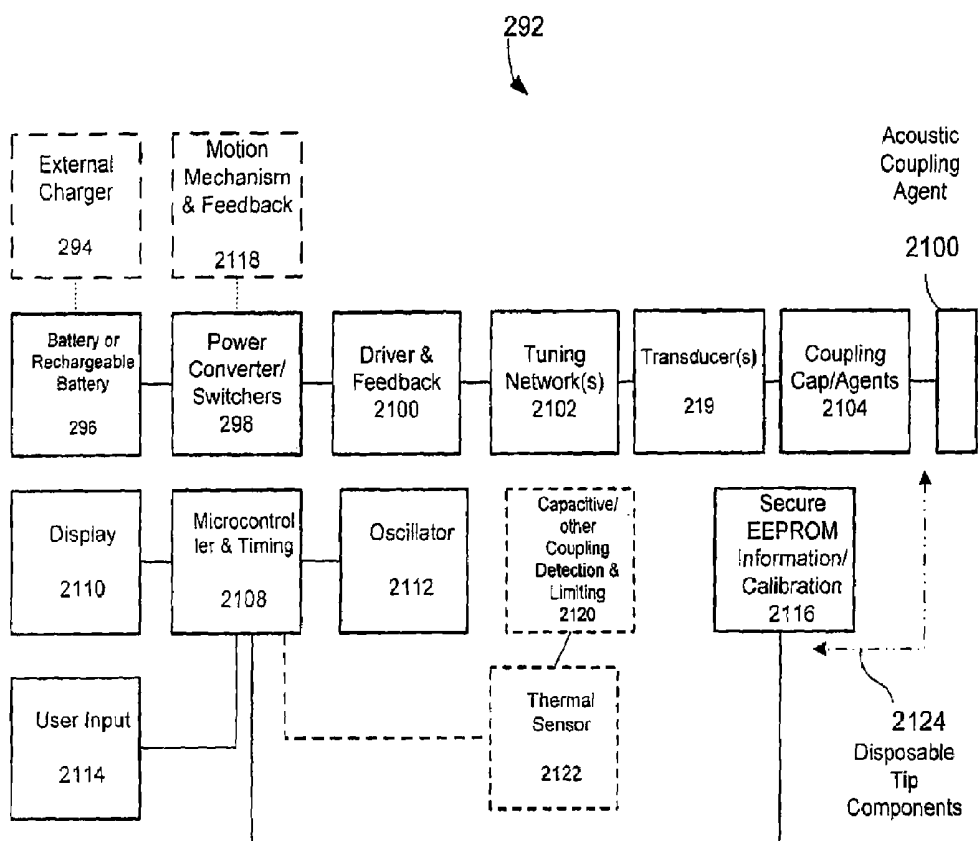 292
External
Charger
294
Motion
Mechanism
& Feedback
2118
Acoustic
Coupling
Agent
2100
Battery or
Rechargeable
Battery
296
Power
Converter/
Switchers
298
Driver &
Feedback
2100
Tuning
Network(s)
2102
Transducer(s)
219
Coupling
Cap/Agents
2104
Display
2110
Microcontrol
ler & Timing
2108
Oscillator
2112
Capacitive/
other
Coupling
Detection &
Limiting
2120
Secure
EEPROM
Information/
Calibration
2116
User Input
2114
Thermal
Sensor
2122
2124
Disposable
Tip
Components